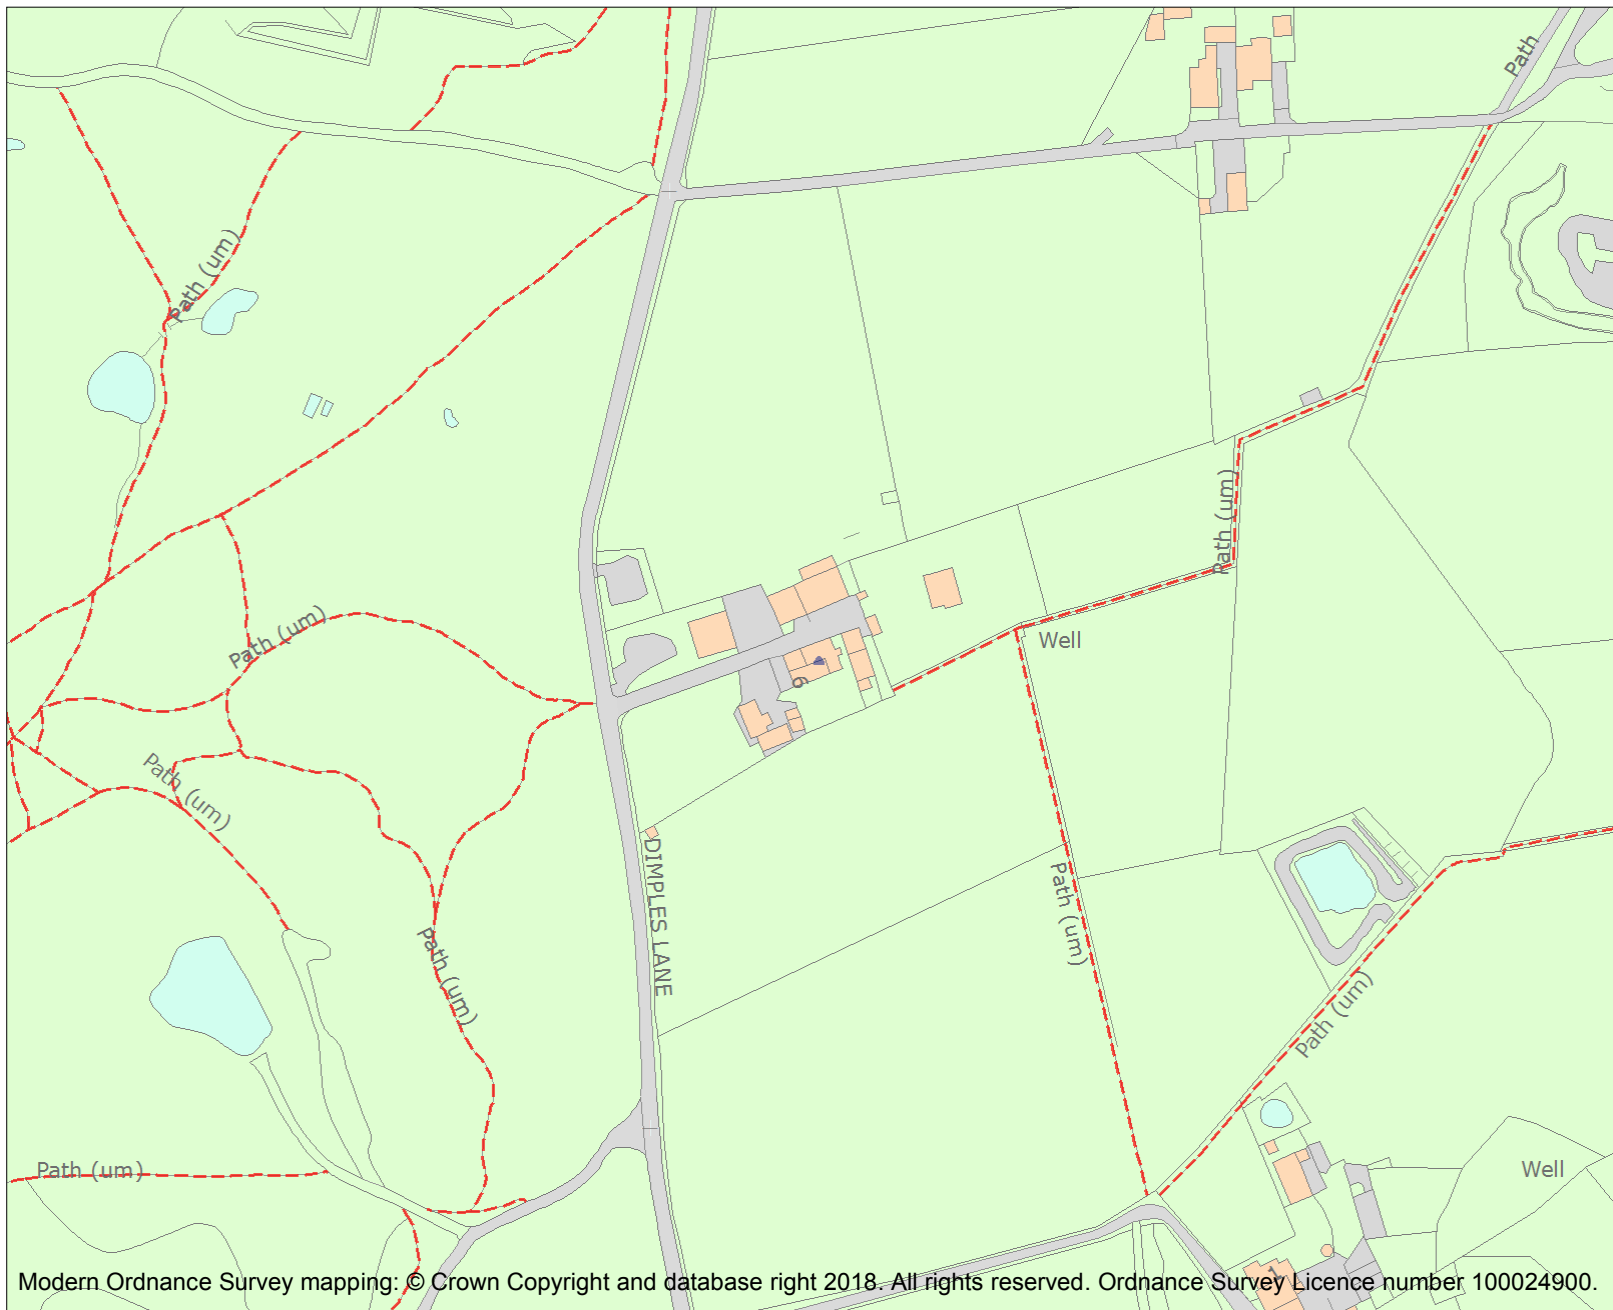 Path
Path (um)
Path (um)
Path (um)
Well
6
Path (um)
DIMPLES LANE
Path (um)
Path (um)
Path (um)
Path (um)
Well
1
Modern Ordnance Survey mapping: © Crown Copyright and database right 2018. All rights reserved. Ordnance Survey Licence number 100024900.